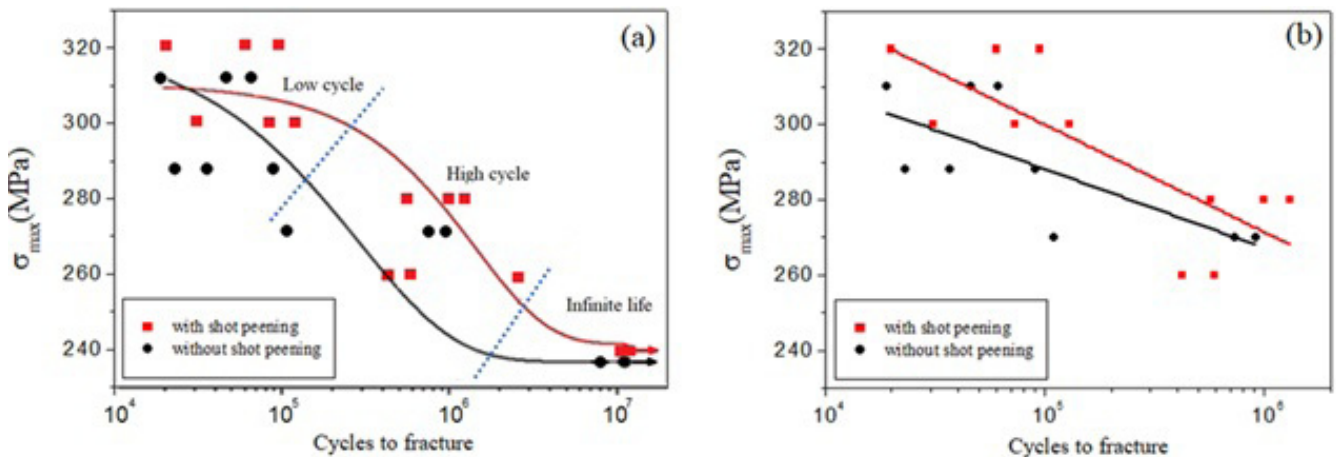 (a)
320
300
280
260
240
σmax(MPa)
Low cycle
High cycle
Infinite life
with shot peening
without shot peening
10⁴
10⁵
10⁶
10⁷
Cycles to fracture
(b)
320
300
280
260
240
σmax(MPa)
with shot peening
without shot peening
10⁴
10⁵
10⁶
Cycles to fracture